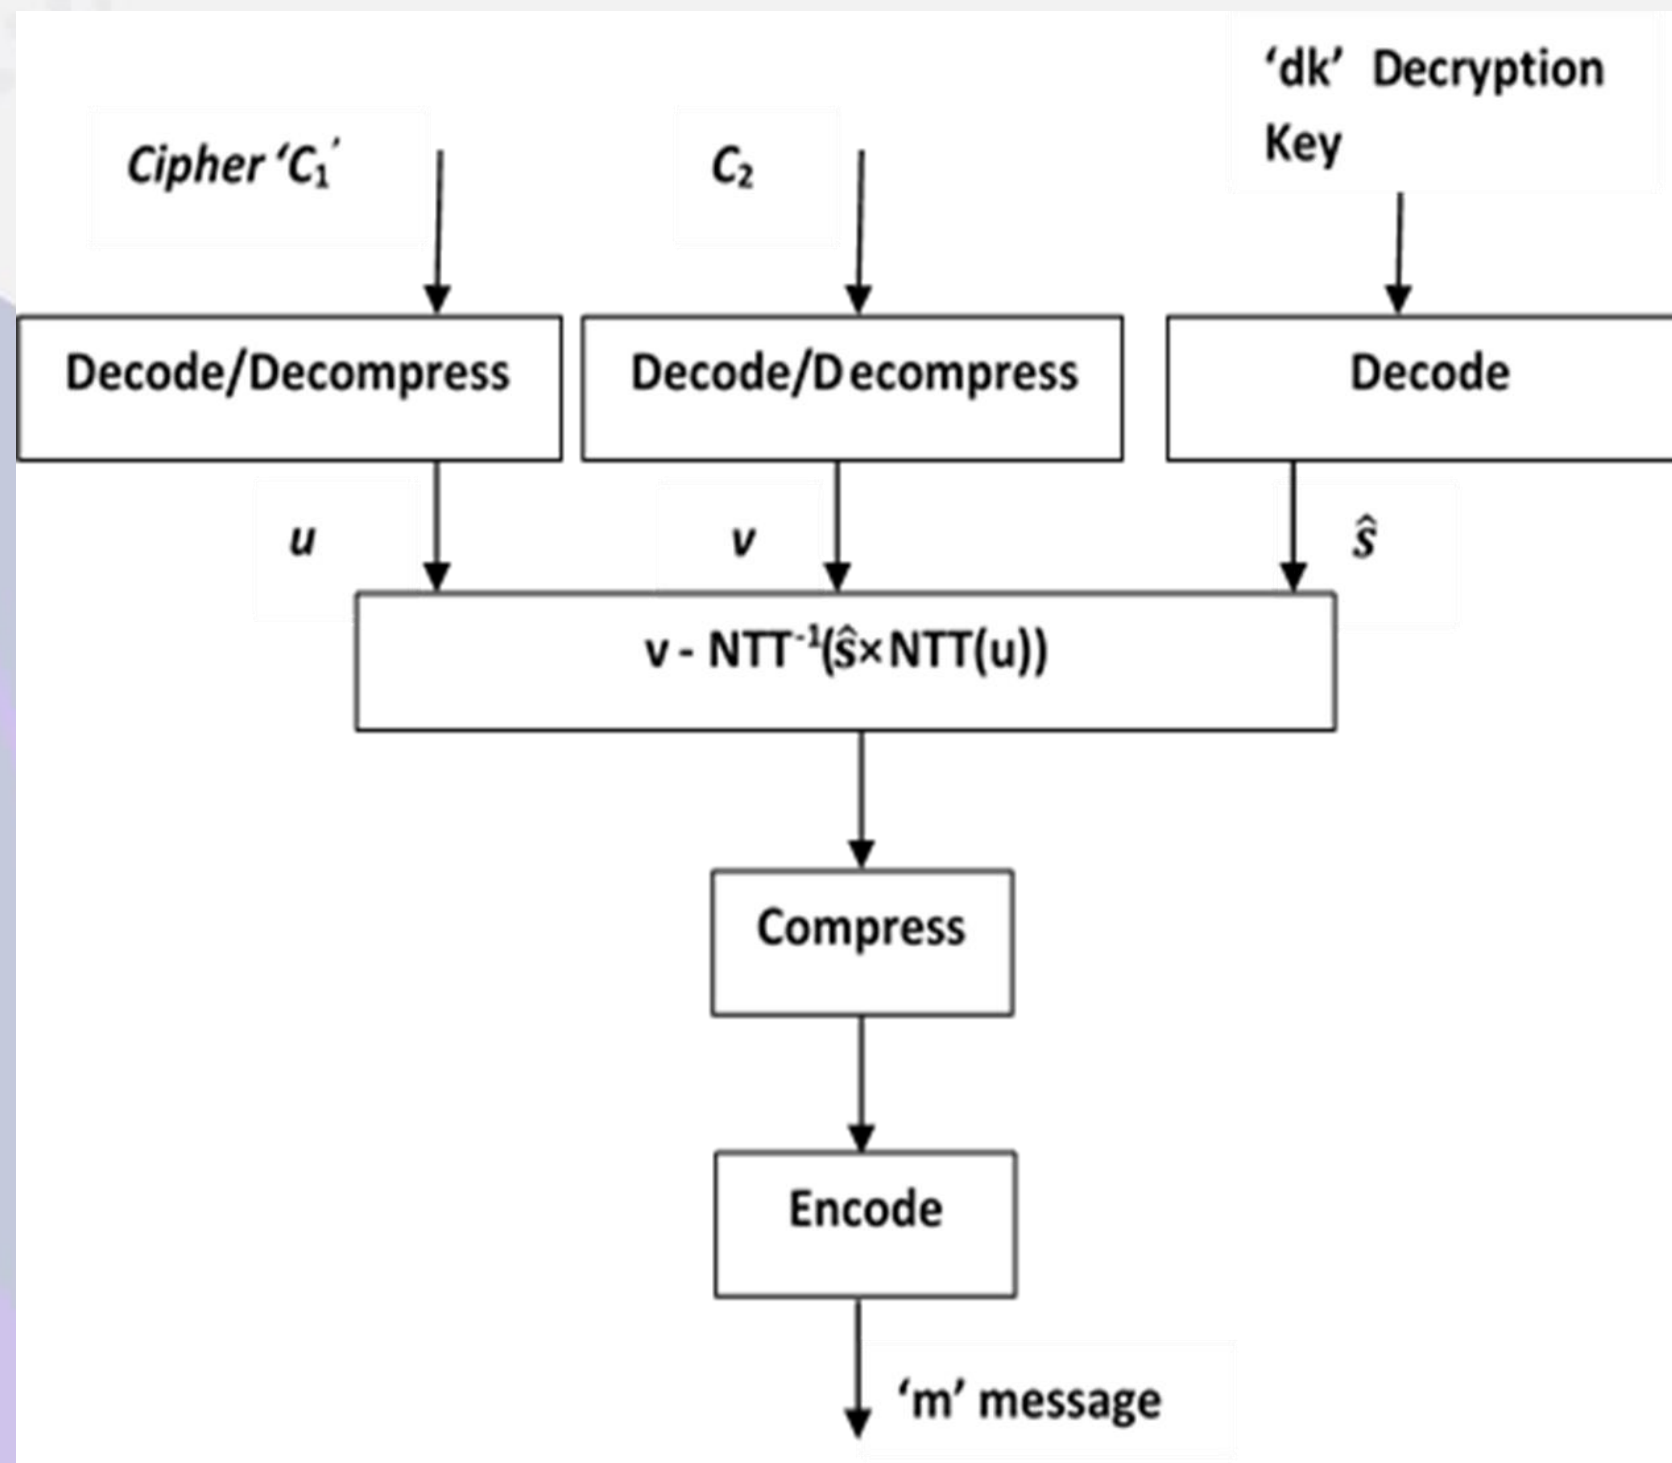 ‘dk’ Decryption
Key
Cipher ‘C₁′
C₂
Decode/Decompress
Decode/Decompress
Decode
u
v
ŝ
v - NTT⁻¹(ŝ×NTT(u))
Compress
Encode
‘m’ message